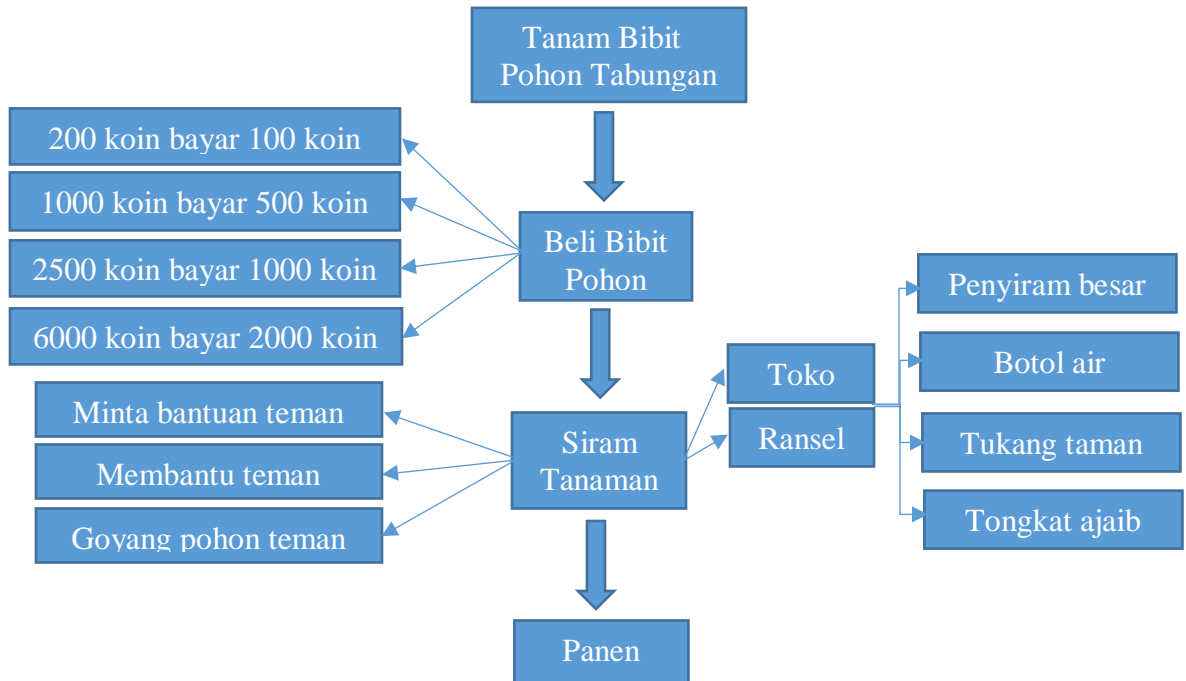 Tanam Bibit
Pohon Tabungan
200 koin bayar 100 koin
1000 koin bayar 500 koin
2500 koin bayar 1000 koin
6000 koin bayar 2000 koin
Beli Bibit
Pohon
Minta bantuan teman
Membantu teman
Goyang pohon teman
Siram
Tanaman
Toko
Ransel
Penyiram besar
Botol air
Tukang taman
Tongkat ajaib
Panen